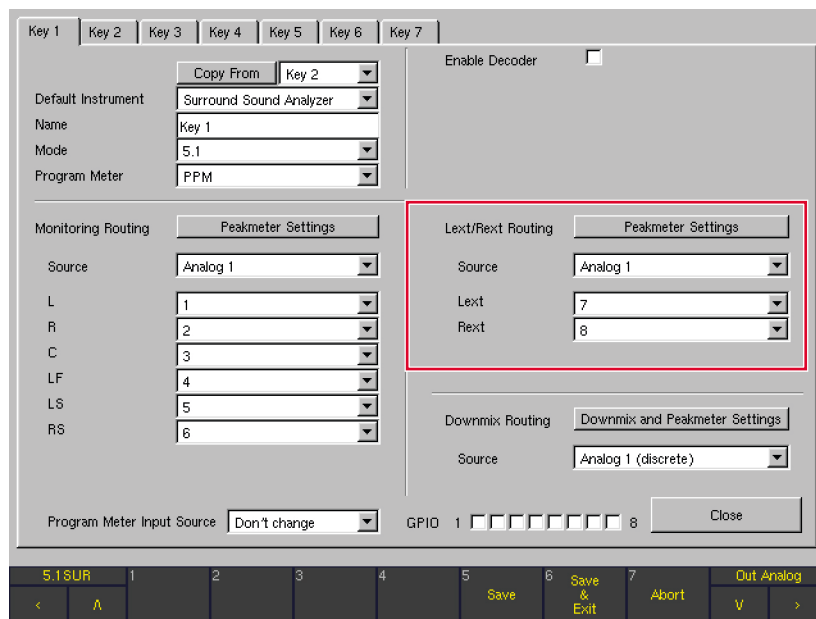 Key 1 Key 2 Key 3 Key 4 Key 5 Key 6 Key 7
Copy From Key 2
Default Instrument Surround Sound Analyzer
Name Key 1
Mode 5.1
Program Meter PPM
Enable Decoder
Monitoring Routing Peakmeter Settings
Source Analog 1
L 1
R 2
C 3
LF 4
LS 5
RS 6
Lext/Rext Routing Peakmeter Settings
Source Analog 1
Lext 7
Rext 8
Downmix Routing Downmix and Peakmeter Settings
Source Analog 1 (discrete)
Program Meter Input Source Don't change
GPIO 1 8
Close
5.1SUR 1 2 3 4 5 Save 6 Save & Exit 7 Abort Out Analog
< Λ V >